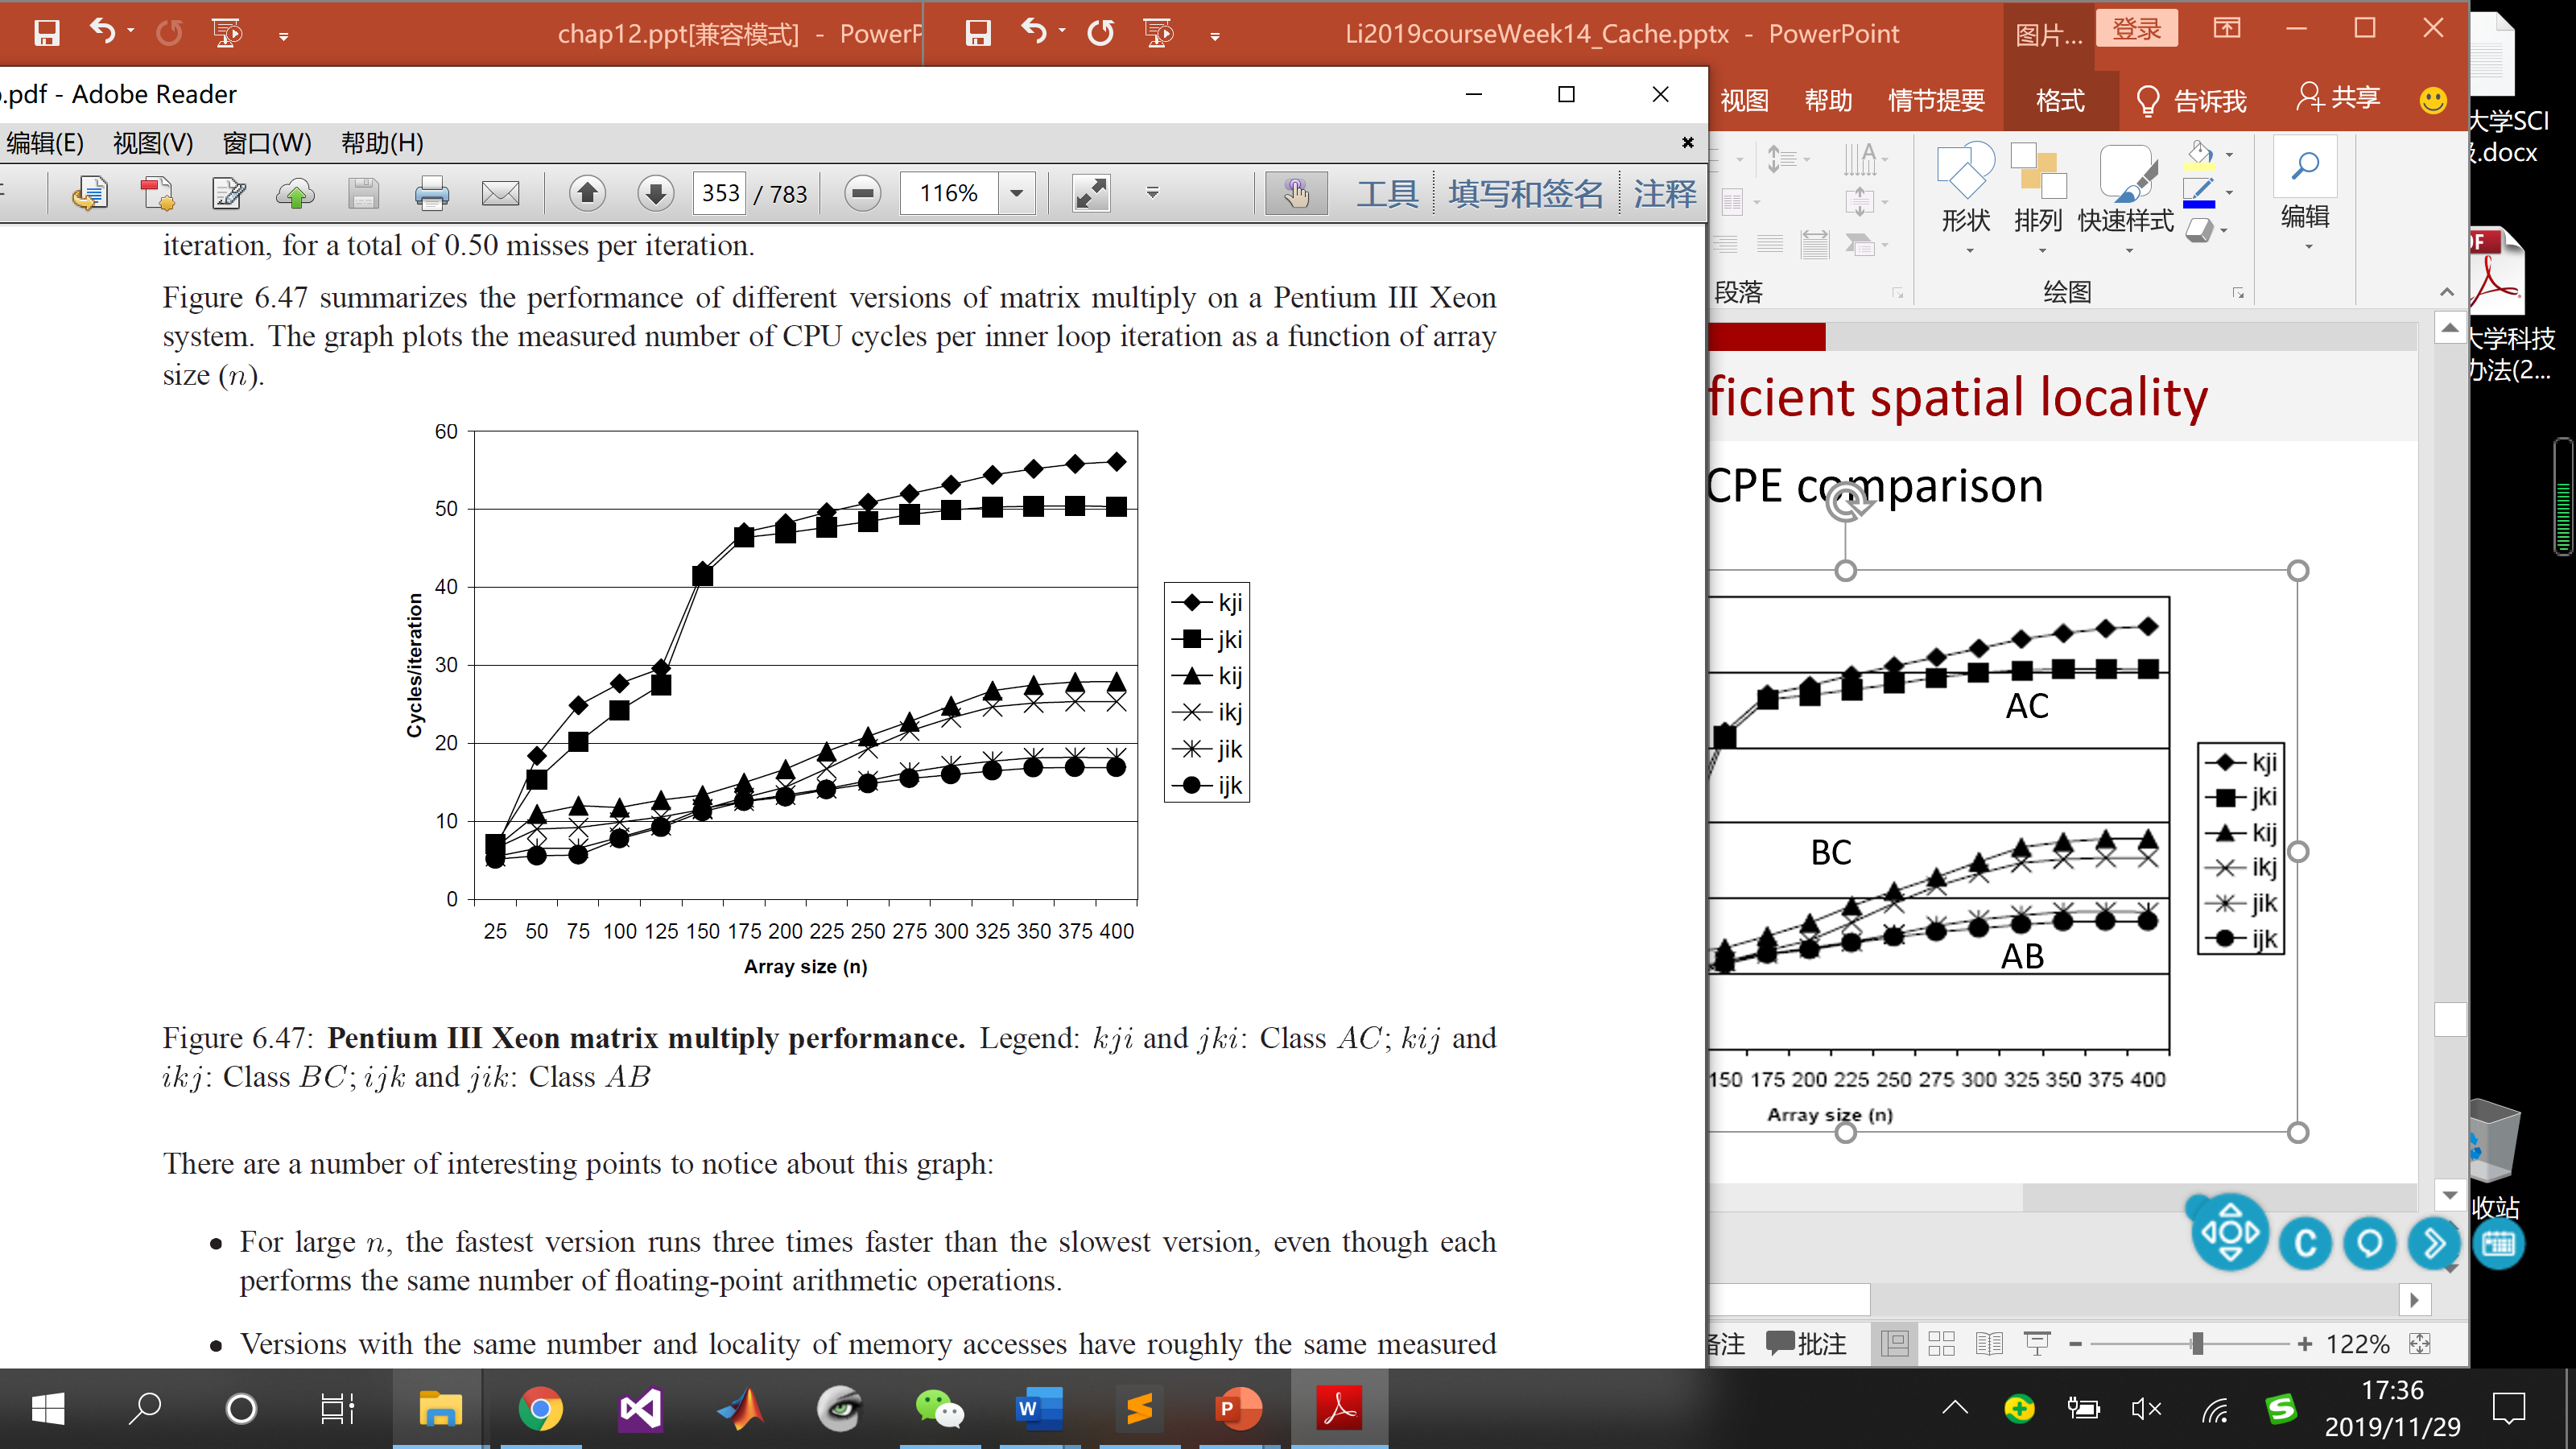 chap12.ppt[兼容模式] - PowerP
Li2019courseWeek14_Cache.pptx - PowerPoint
图片...
登录
.pdf - Adobe Reader
视图
帮助
情节提要
格式
告诉我
共享
编辑(E) 视图(V) 窗口(W) 帮助(H)
353 / 783
116%
工具
填写和签名
注释
形状
排列
快速样式
编辑
段落
绘图
大学SCI
.docx
大学科技
办法(2...
收站
iteration, for a total of 0.50 misses per iteration.
Figure 6.47 summarizes the performance of different versions of matrix multiply on a Pentium III Xeon
system. The graph plots the measured number of CPU cycles per inner loop iteration as a function of array
size (n).
60
50
40
30
20
10
0
Cycles/iteration
25 50 75 100 125 150 175 200 225 250 275 300 325 350 375 400
Array size (n)
kji
jki
kij
ikj
jik
ijk
Figure 6.47: Pentium III Xeon matrix multiply performance. Legend: kji and jki: Class AC; kij and
ikj: Class BC; ijk and jik: Class AB
There are a number of interesting points to notice about this graph:
• For large n, the fastest version runs three times faster than the slowest version, even though each
performs the same number of floating-point arithmetic operations.
• Versions with the same number and locality of memory accesses have roughly the same measured
ficient spatial locality
CPE comparison
AC
BC
AB
kji
jki
kij
ikj
jik
ijk
150 175 200 225 250 275 300 325 350 375 400
Array size (n)
备注
批注
122%
17:36
2019/11/29